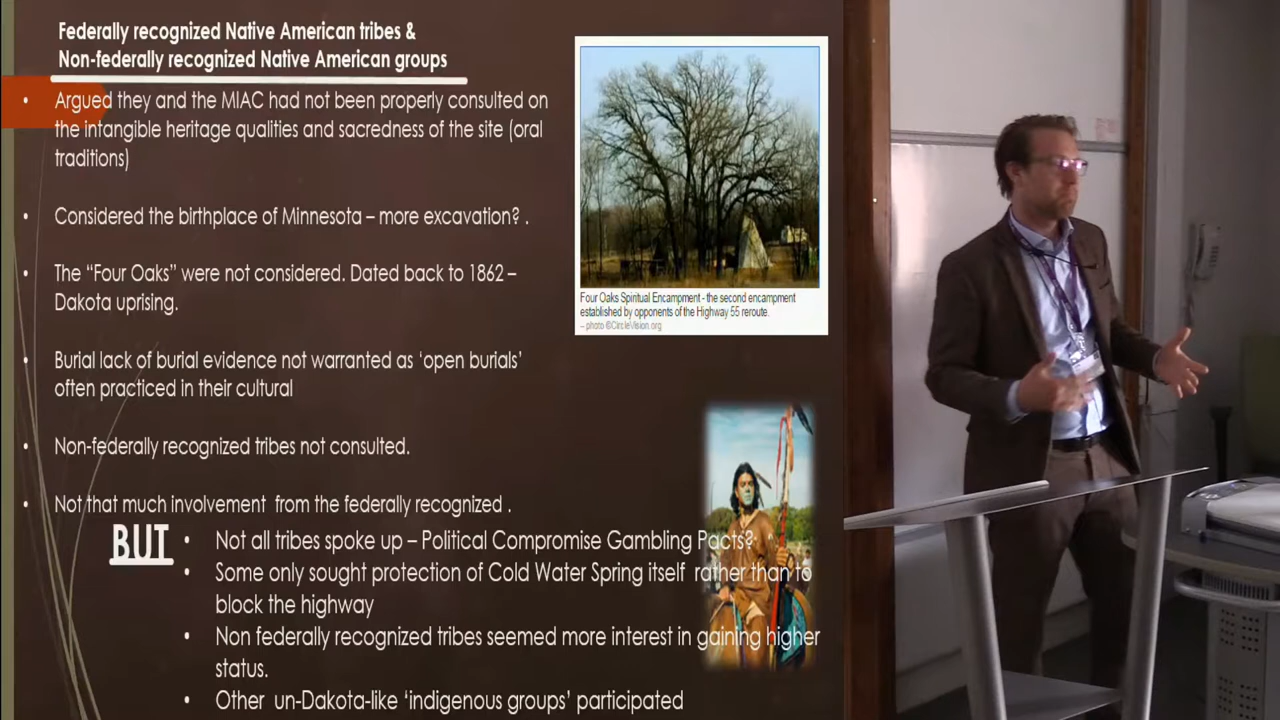 Federally recognized Native American tribes &
Non-federally recognized Native American groups
• Argued they and the MIAC had not been properly consulted on
the intangible heritage qualities and sacredness of the site (oral
traditions)
• Considered the birthplace of Minnesota – more excavation? .
• The “Four Oaks” were not considered. Dated back to 1862 –
Dakota uprising.
• Burial lack of burial evidence not warranted as ‘open burials’
often practiced in their cultural
• Non-federally recognized tribes not consulted.
• Not that much involvement from the federally recognized .
BUT
• Not all tribes spoke up – Political Compromise Gambling Pacts?
• Some only sought protection of Cold Water Spring itself rather than to
block the highway
• Non federally recognized tribes seemed more interest in gaining higher
status.
• Other un-Dakota-like ‘indigenous groups’ participated
Four Oaks Spiritual Encampment - the second encampment
established by opponents of the Highway 55 reroute.
– photo ©CircleVision.org